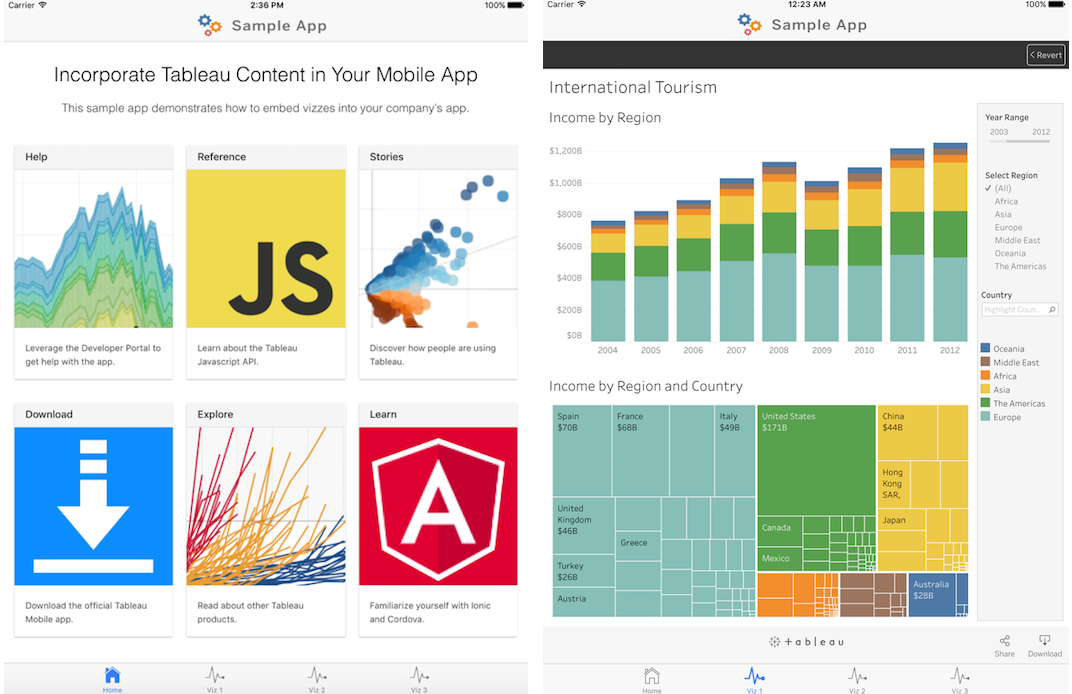 Carrier
2:36 PM
100%
Sample App
Incorporate Tableau Content in Your Mobile App
This sample app demonstrates how to embed vizzes into your company's app.
Help
Reference
Stories
JS
Leverage the Developer Portal to
get help with the app.
Learn about the Tableau
Javascript API.
Discover how people are using
Tableau.
Download
Explore
Learn
A
Download the official Tableau
Mobile app.
Read about other Tableau
products.
Familiarize yourself with Ionic
and Cordova.
Home
Viz 1
Viz 2
Viz 3
Carrier
12:23 AM
100%
Sample App
Revert
International Tourism
Income by Region
$1,200B
$1,000B
$800B
$600B
$400B
$200B
$0B
2004
2005
2006
2007
2008
2009
2010
2011
2012
Year Range
2003
2012
Select Region
(All)
Africa
Asia
Europe
Middle East
Oceania
The Americas
Country
Highlight Coun...
Oceania
Middle East
Africa
Asia
The Americas
Europe
Income by Region and Country
Spain
$70B
France
$68B
Italy
$49B
United
Kingdom
$46B
Greece
Turkey
$26B
Austria
United States
$171B
Canada
Mexico
China
$44B
Hong
Kong
SAR,
Japan
Australia
$28B
+ableau
Share
Download
Home
Viz 1
Viz 2
Viz 3